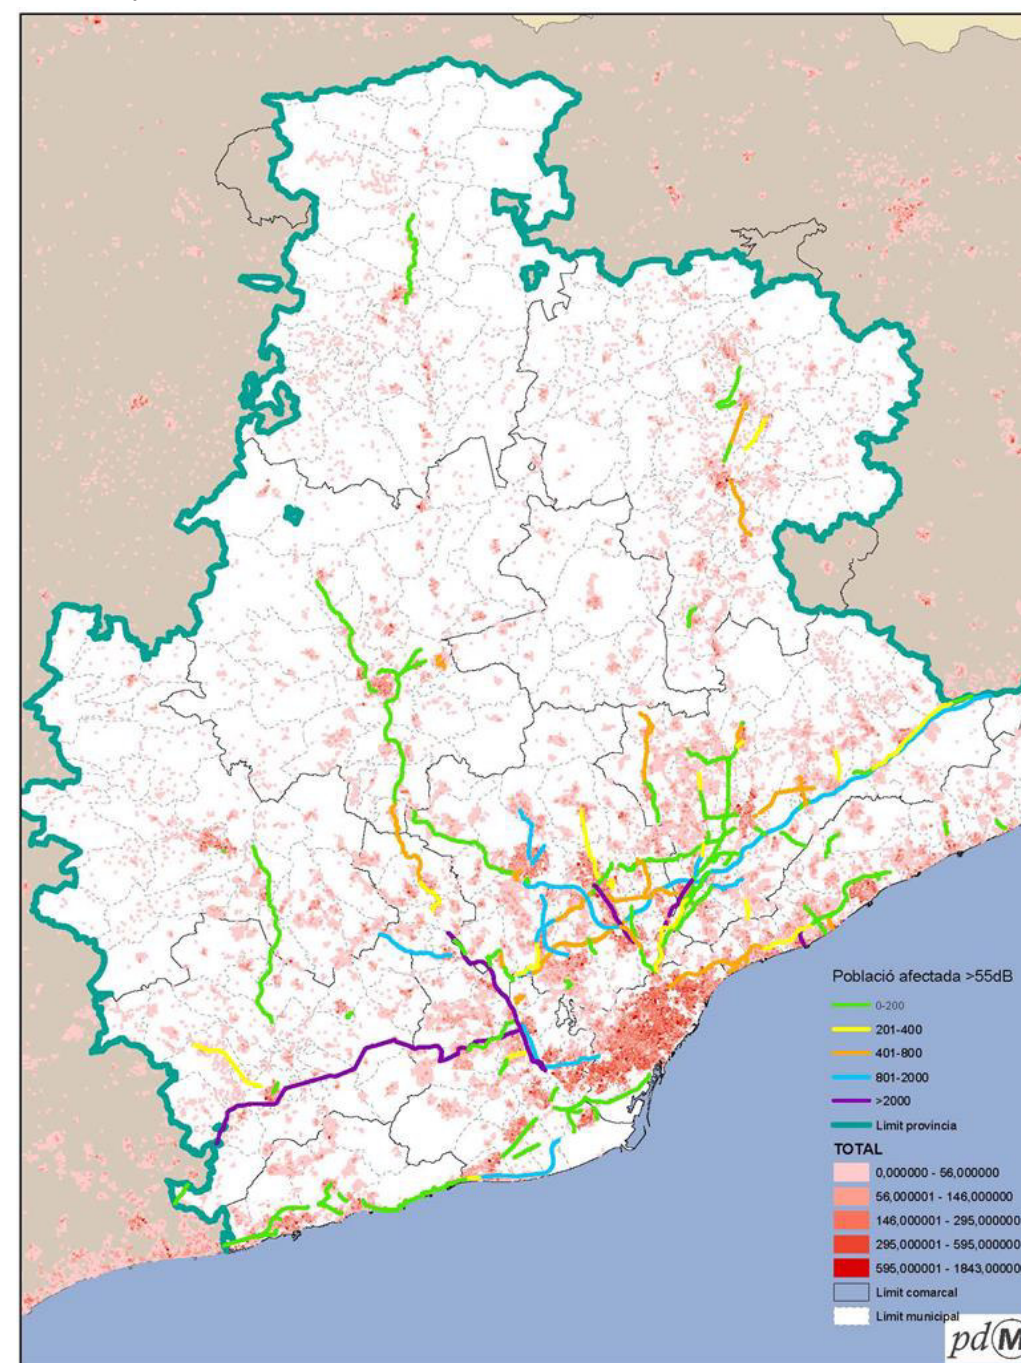 Població afectada >55dB
0-200
201-400
401-800
801-2000
>2000
Límit provincia
TOTAL
0,000000 - 56,000000
56,000001 - 146,000000
146,000001 - 295,000000
295,000001 - 595,000000
595,000001 - 1843,00000
Límit comarcal
Límit municipal
pdM